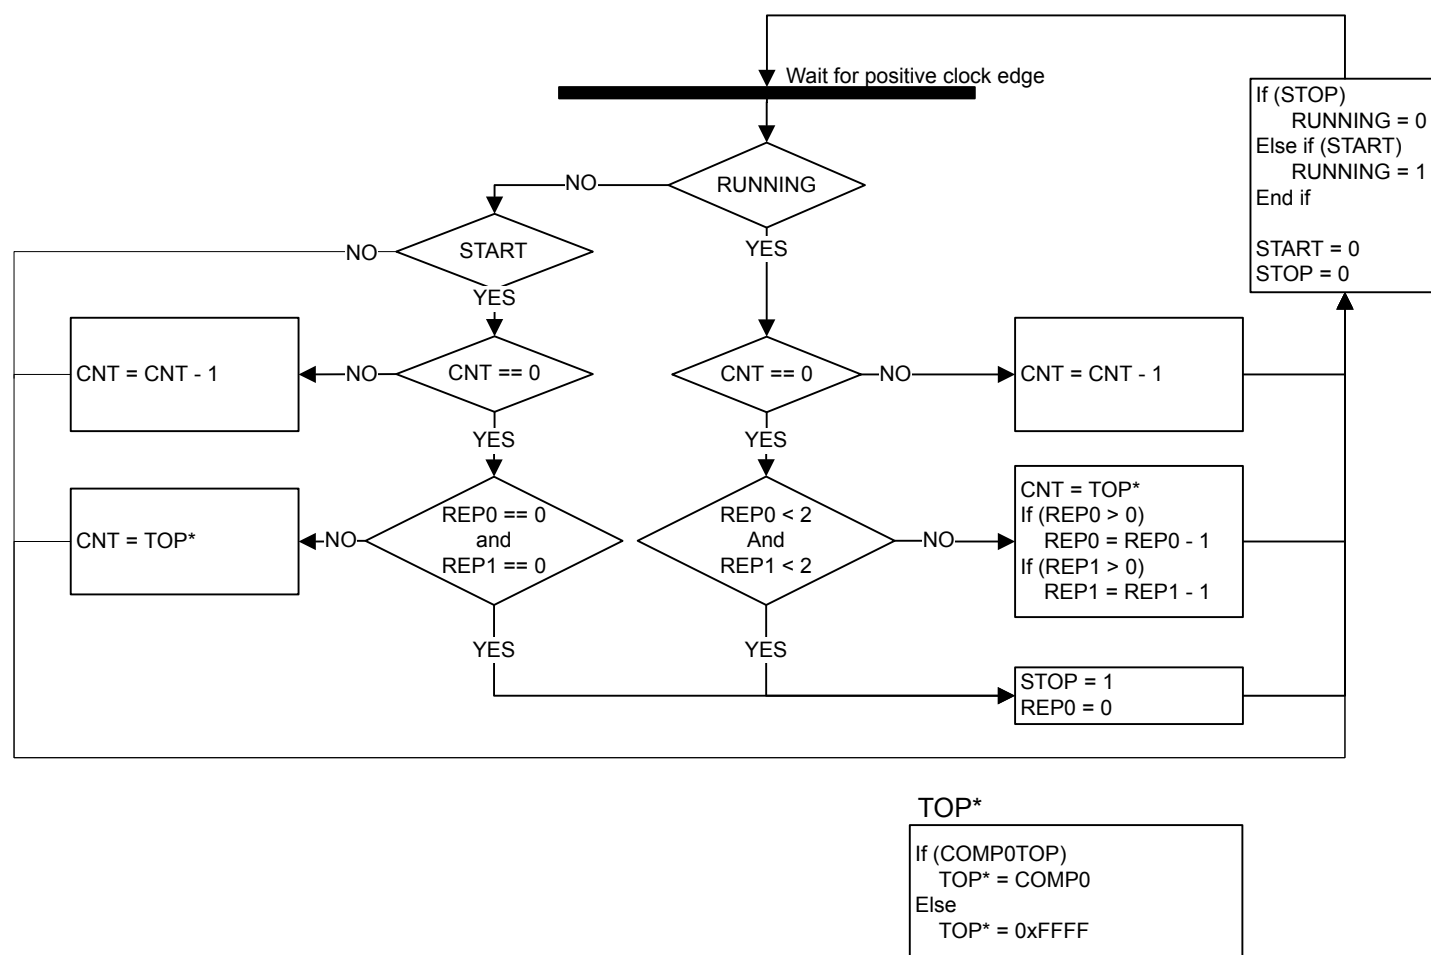 Wait for positive clock edge
If (STOP)
RUNNING = 0
Else if (START)
RUNNING = 1
End if
START = 0
STOP = 0
RUNNING
NO
YES
START
NO
YES
CNT = CNT - 1
NO
CNT == 0
YES
CNT == 0
NO
YES
CNT = CNT - 1
CNT = TOP*
NO
REP0 == 0
and
REP1 == 0
YES
REP0 < 2
And
REP1 < 2
NO
YES
CNT = TOP*
If (REP0 > 0)
REP0 = REP0 - 1
If (REP1 > 0)
REP1 = REP1 - 1
STOP = 1
REP0 = 0
TOP*
If (COMP0TOP)
TOP* = COMP0
Else
TOP* = 0xFFFF